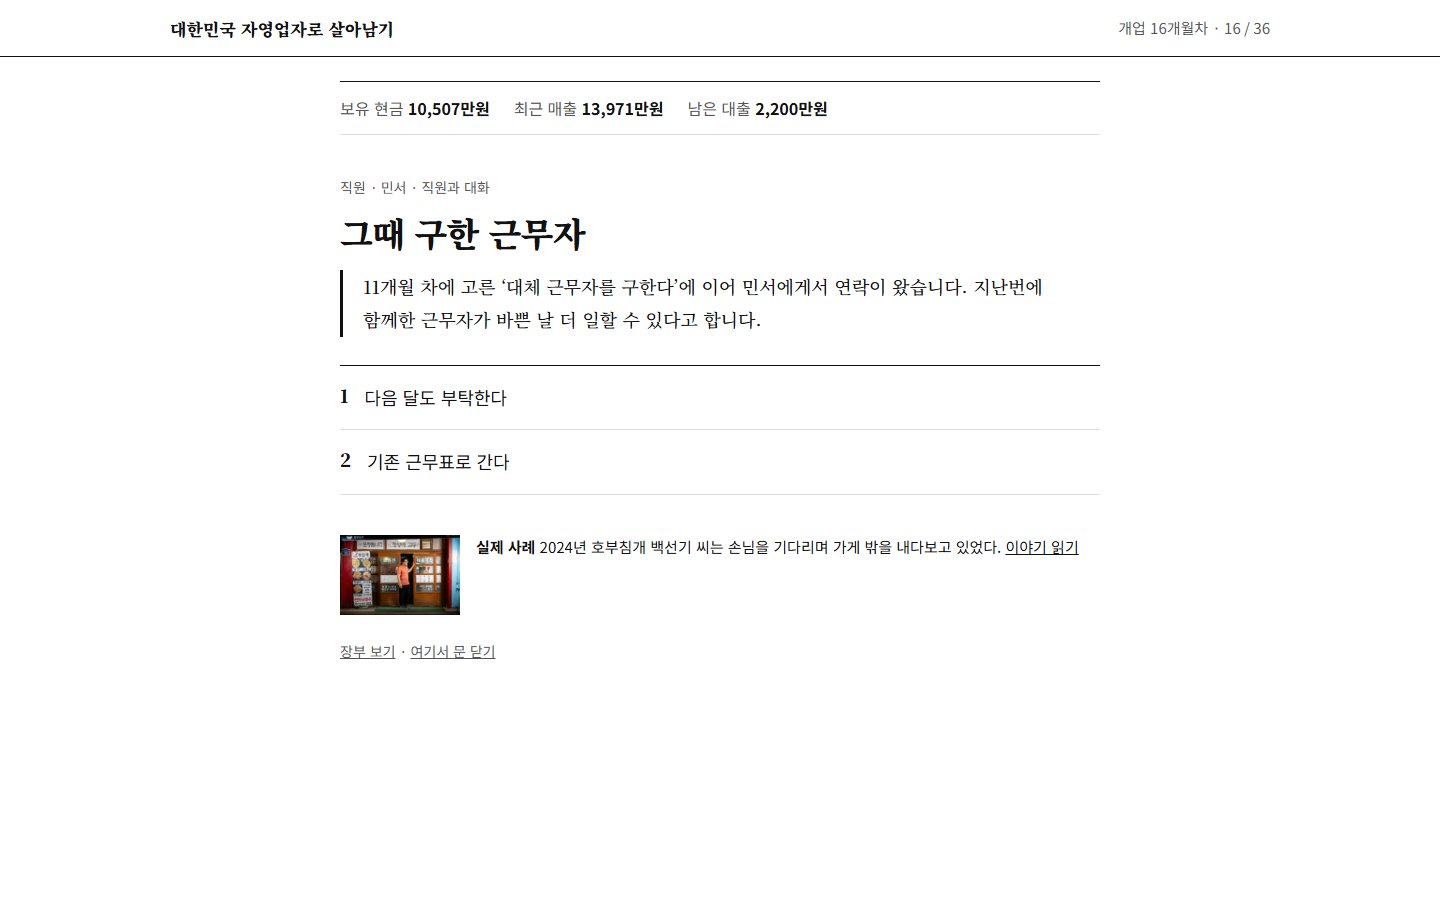 대한민국 자영업자로 살아남기
개업 16개월차 · 16 / 36
보유 현금 10,507만원 최근 매출 13,971만원 남은 대출 2,200만원
직원 · 민서 · 직원과 대화
그때 구한 근무자
11개월 차에 고른 ‘대체 근무자를 구한다’에 이어 민서에게서 연락이 왔습니다. 지난번에
함께한 근무자가 바쁜 날 더 일할 수 있다고 합니다.
1 다음 달도 부탁한다
2 기존 근무표로 간다
실제 사례 2024년 호부침개 백선기 씨는 손님을 기다리며 가게 밖을 내다보고 있었다. 이야기 읽기
장부 보기 · 여기서 문 닫기